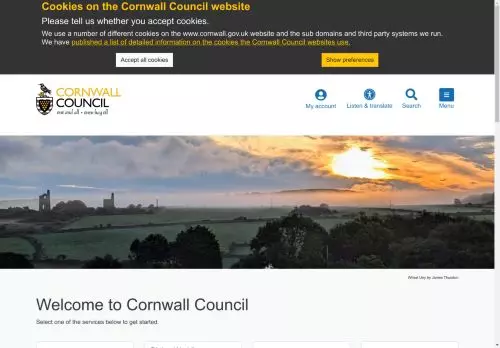 Cookies on the Cornwall Council website
Please tell us whether you accept cookies.
We use a number of different cookies on the www.cornwall.gov.uk website and the sub domains and third party systems we run.
We have published a list of detailed information on the cookies the Cornwall Council websites use.
Accept all cookies
Show preferences
CORNWALL
COUNCIL
one and all • onen hag oll
My account
Listen & translate
Search
Menu
Wheal Uny by James Thurston
Welcome to Cornwall Council
Select one of the services below to get started.